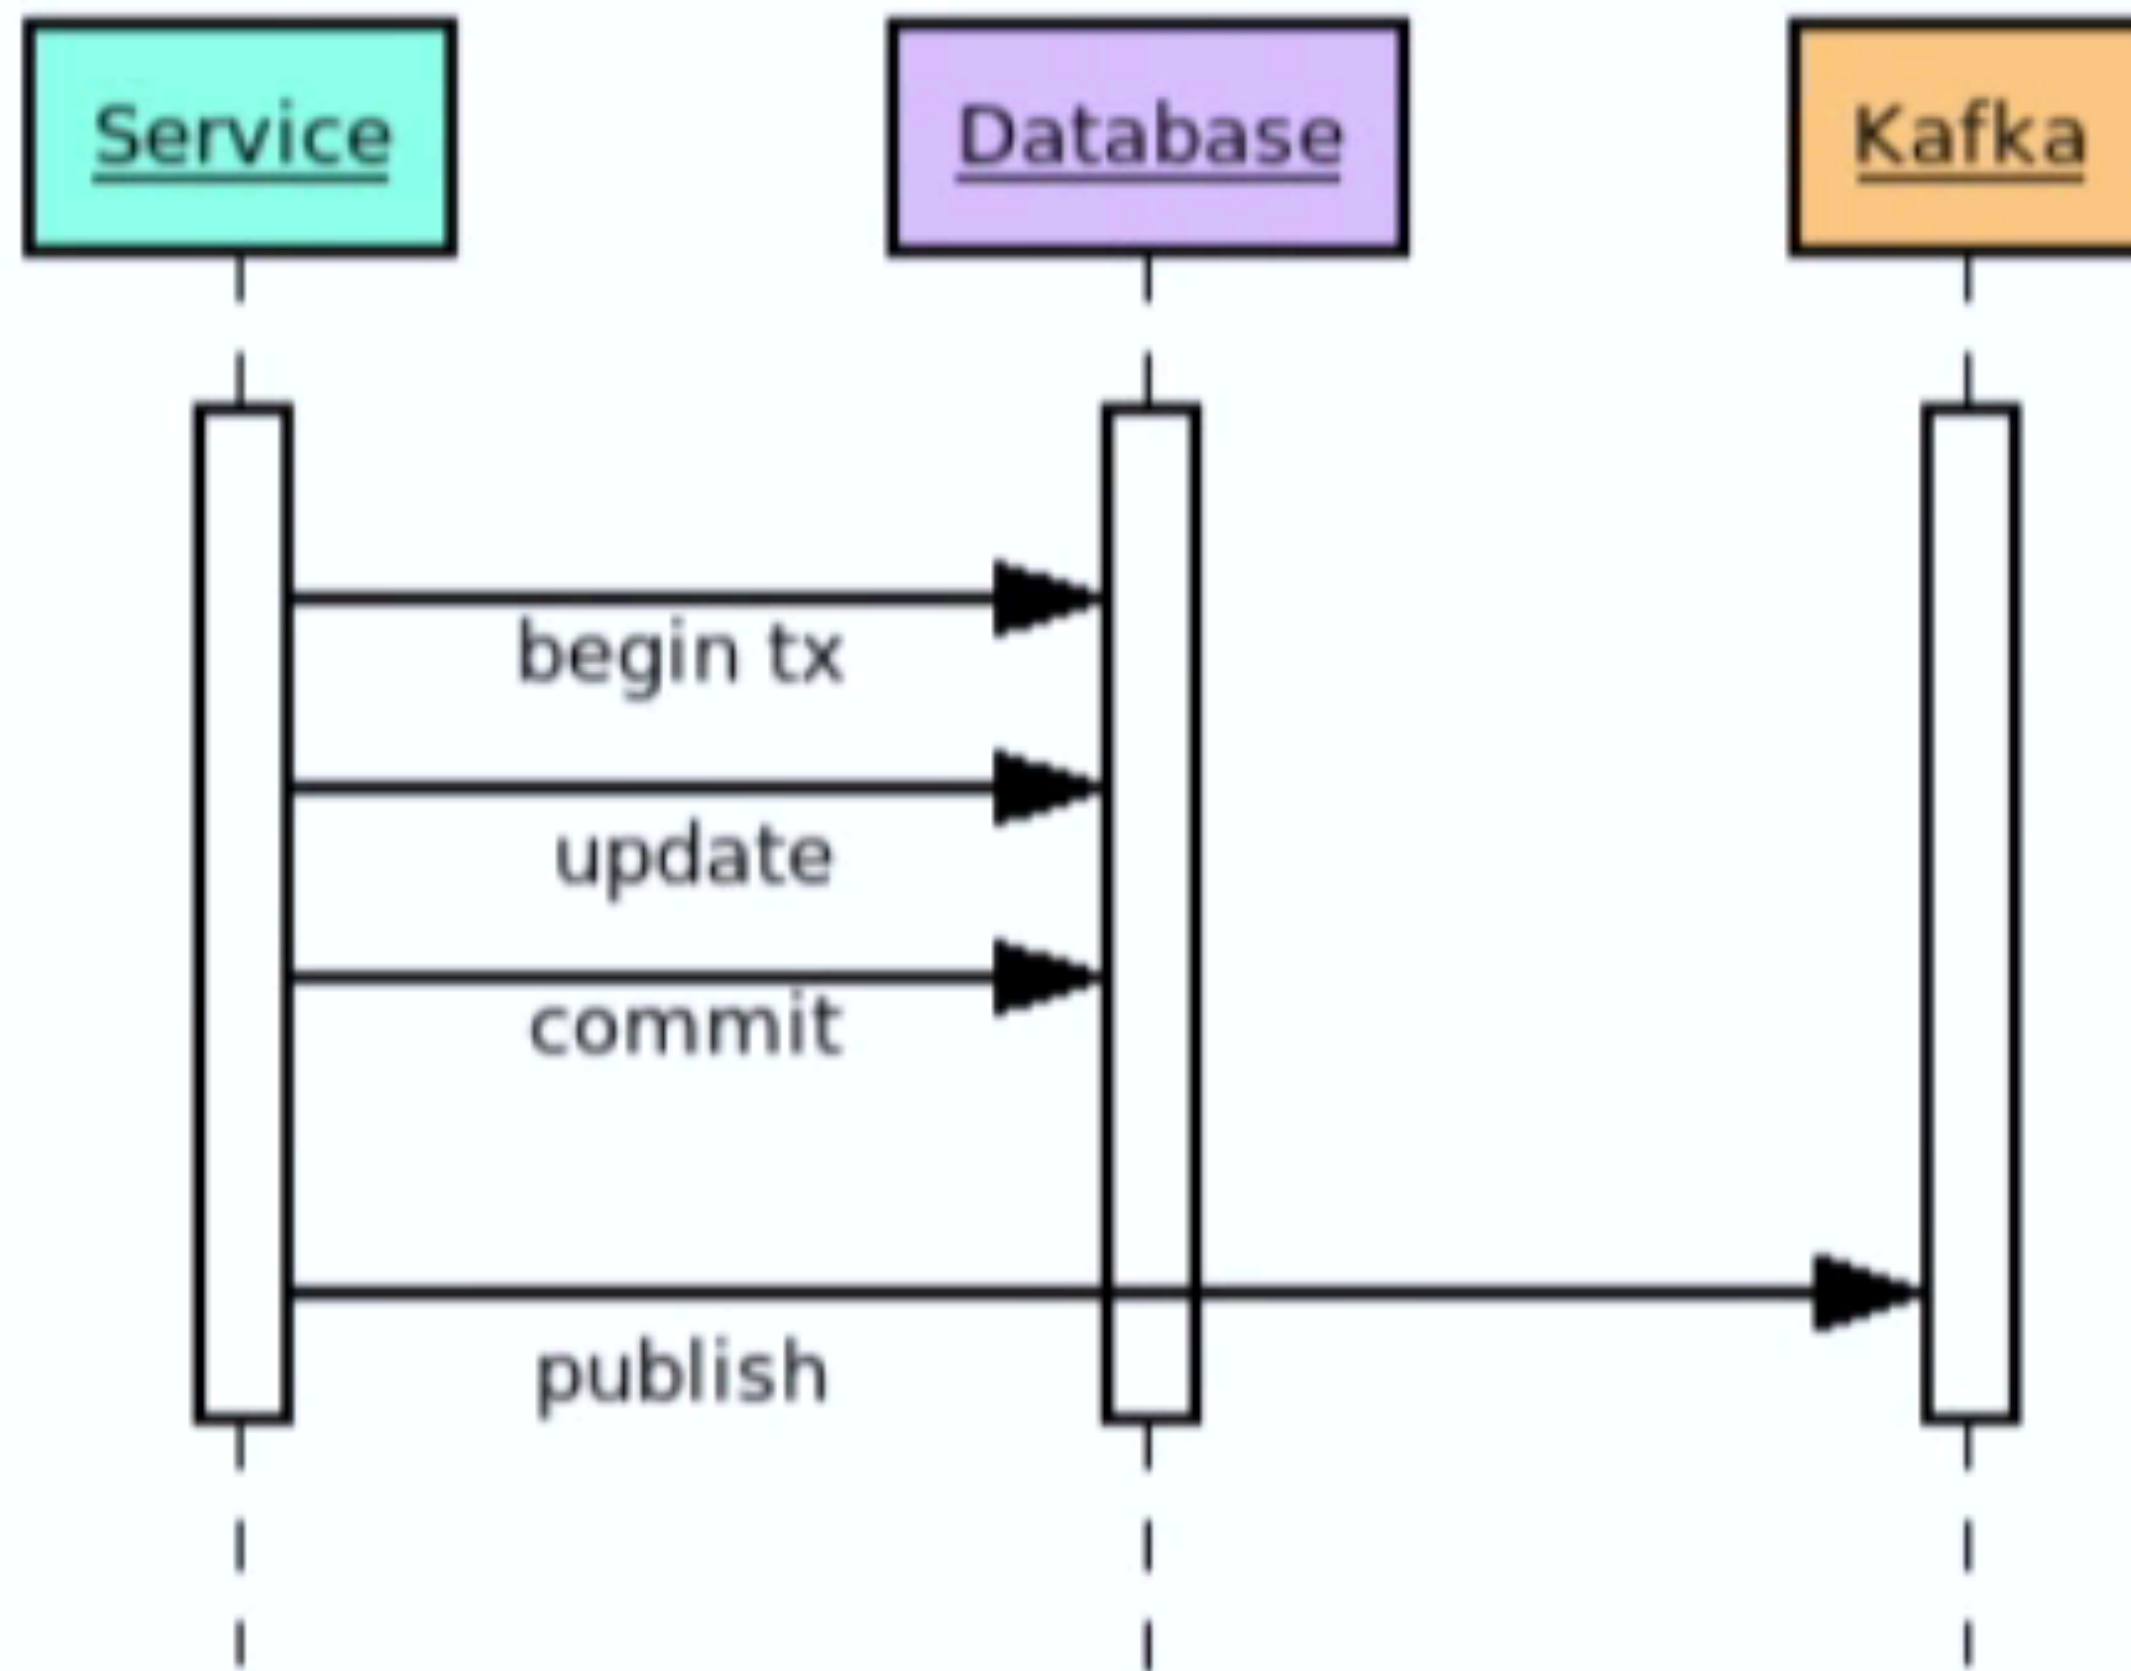 Service
Database
Kafka
begin tx
update
commit
publish